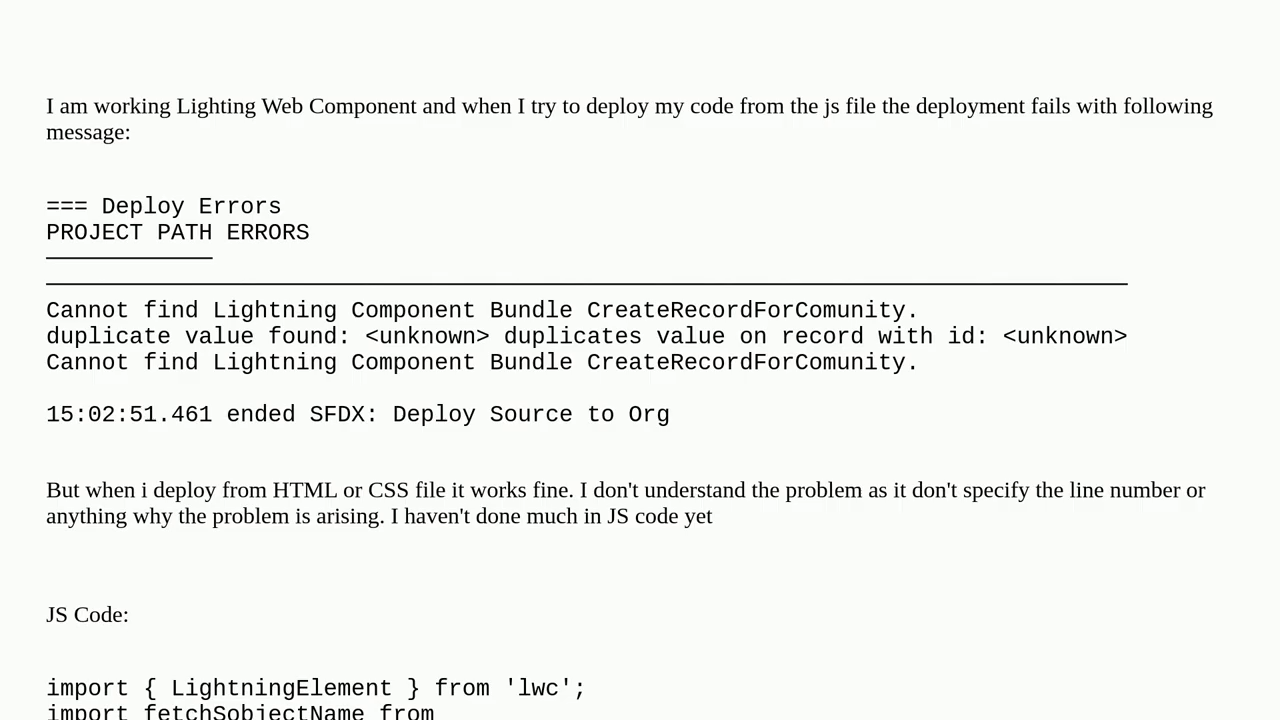 I am working Lighting Web Component and when I try to deploy my code from the js file the deployment fails with following
message:
=== Deploy Errors
PROJECT PATH ERRORS
────────────
──────────────────────────────────────────────────────────────────────────────
Cannot find Lightning Component Bundle CreateRecordForComunity.
duplicate value found: <unknown> duplicates value on record with id: <unknown>
Cannot find Lightning Component Bundle CreateRecordForComunity.
15:02:51.461 ended SFDX: Deploy Source to Org
But when i deploy from HTML or CSS file it works fine. I don't understand the problem as it don't specify the line number or
anything why the problem is arising. I haven't done much in JS code yet
JS Code:
import { LightningElement } from 'lwc';
import fetchSobjectName from